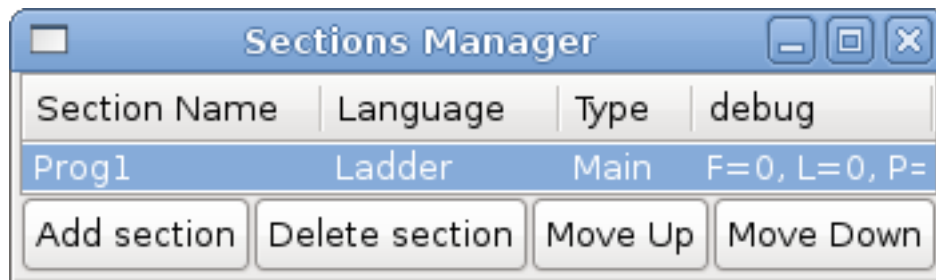 Sections Manager
Section Name Language Type debug
Prog1 Ladder Main F=0, L=0, P=
Add section Delete section Move Up Move Down